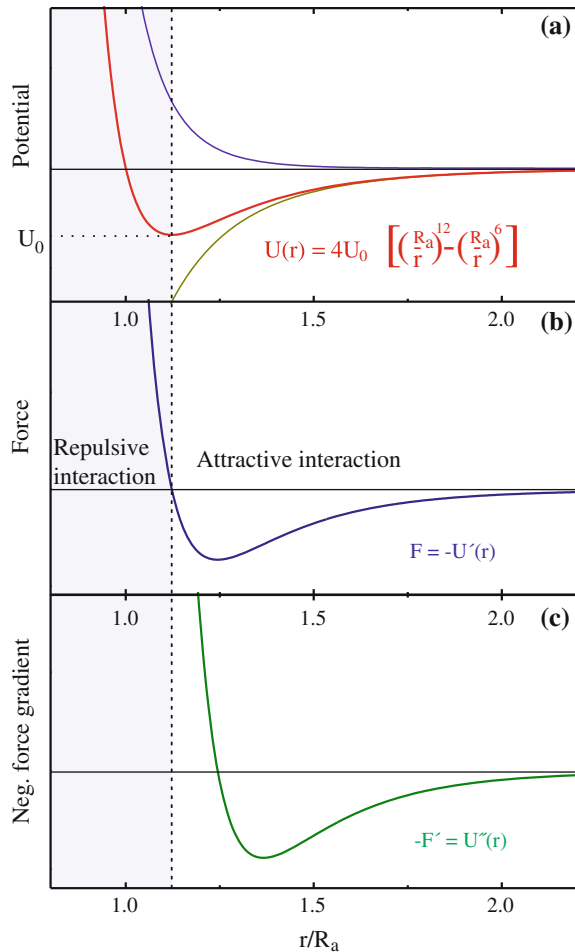 (a)
Potential
U₀
U(r) = 4U₀ [(Rₐ/r)¹²-(Rₐ/r)⁶]
1.0 1.5 2.0
(b)
Force
Repulsive
interaction
Attractive interaction
F = -U´(r)
1.0 1.5 2.0
(c)
Neg. force gradient
-F´ = U˝(r)
1.0 1.5 2.0
r/Rₐ